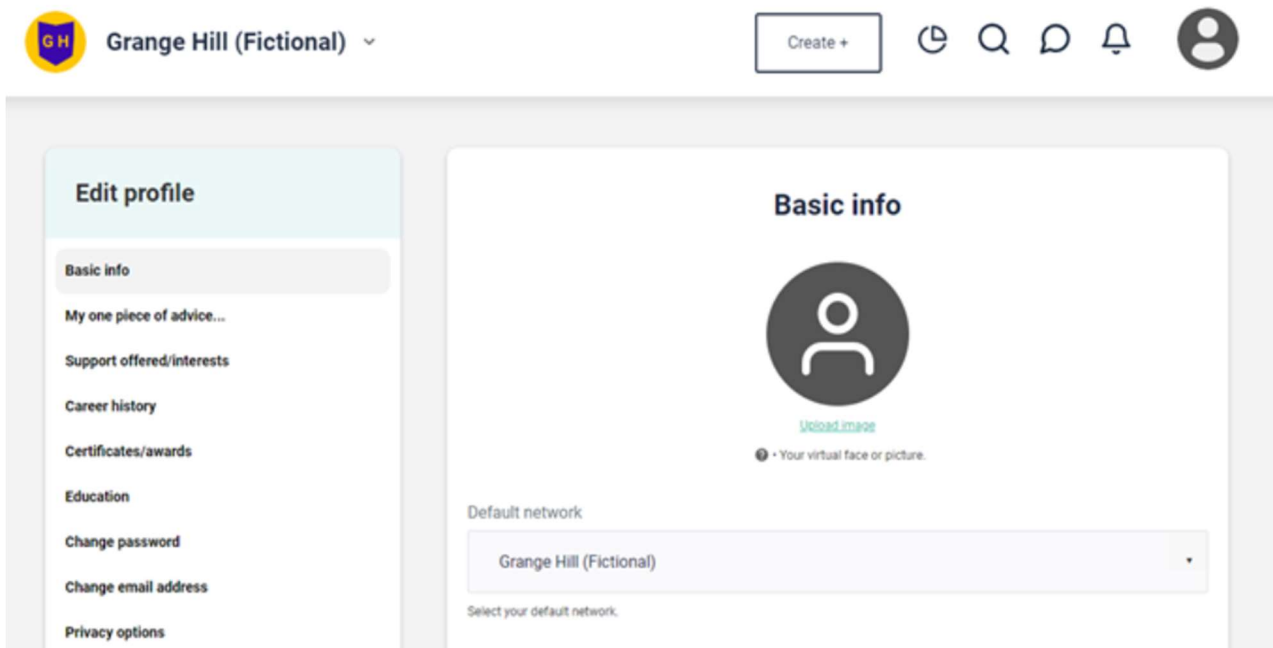 GH
Grange Hill (Fictional)
Create +
Edit profile
Basic info
My one piece of advice...
Support offered/interests
Career history
Certificates/awards
Education
Change password
Change email address
Privacy options
Basic info
Upload image
? • Your virtual face or picture.
Default network
Grange Hill (Fictional)
Select your default network.